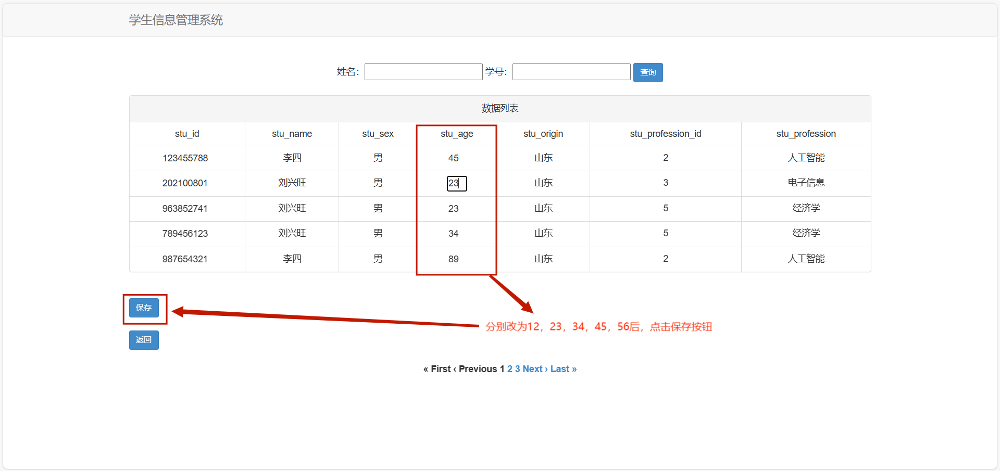 学生信息管理系统
姓名： 学号： 查询
数据列表
stu_id stu_name stu_sex stu_age stu_origin stu_profession_id stu_profession
123455788 李四 男 45 山东 2 人工智能
202100801 刘兴旺 男 23 山东 3 电子信息
963852741 刘兴旺 男 23 山东 5 经济学
789456123 刘兴旺 男 34 山东 5 经济学
987654321 李四 男 89 山东 2 人工智能
保存
分别改为12，23，34，45，56后，点击保存按钮
返回
« First ‹ Previous 1 2 3 Next › Last »